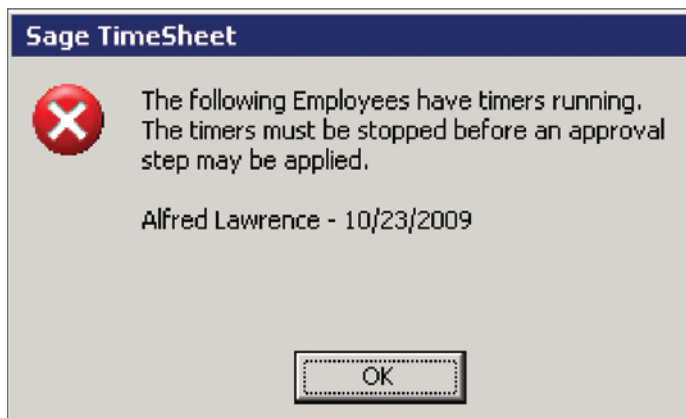 Sage TimeSheet
The following Employees have timers running.
The timers must be stopped before an approval
step may be applied.
Alfred Lawrence - 10/23/2009
OK